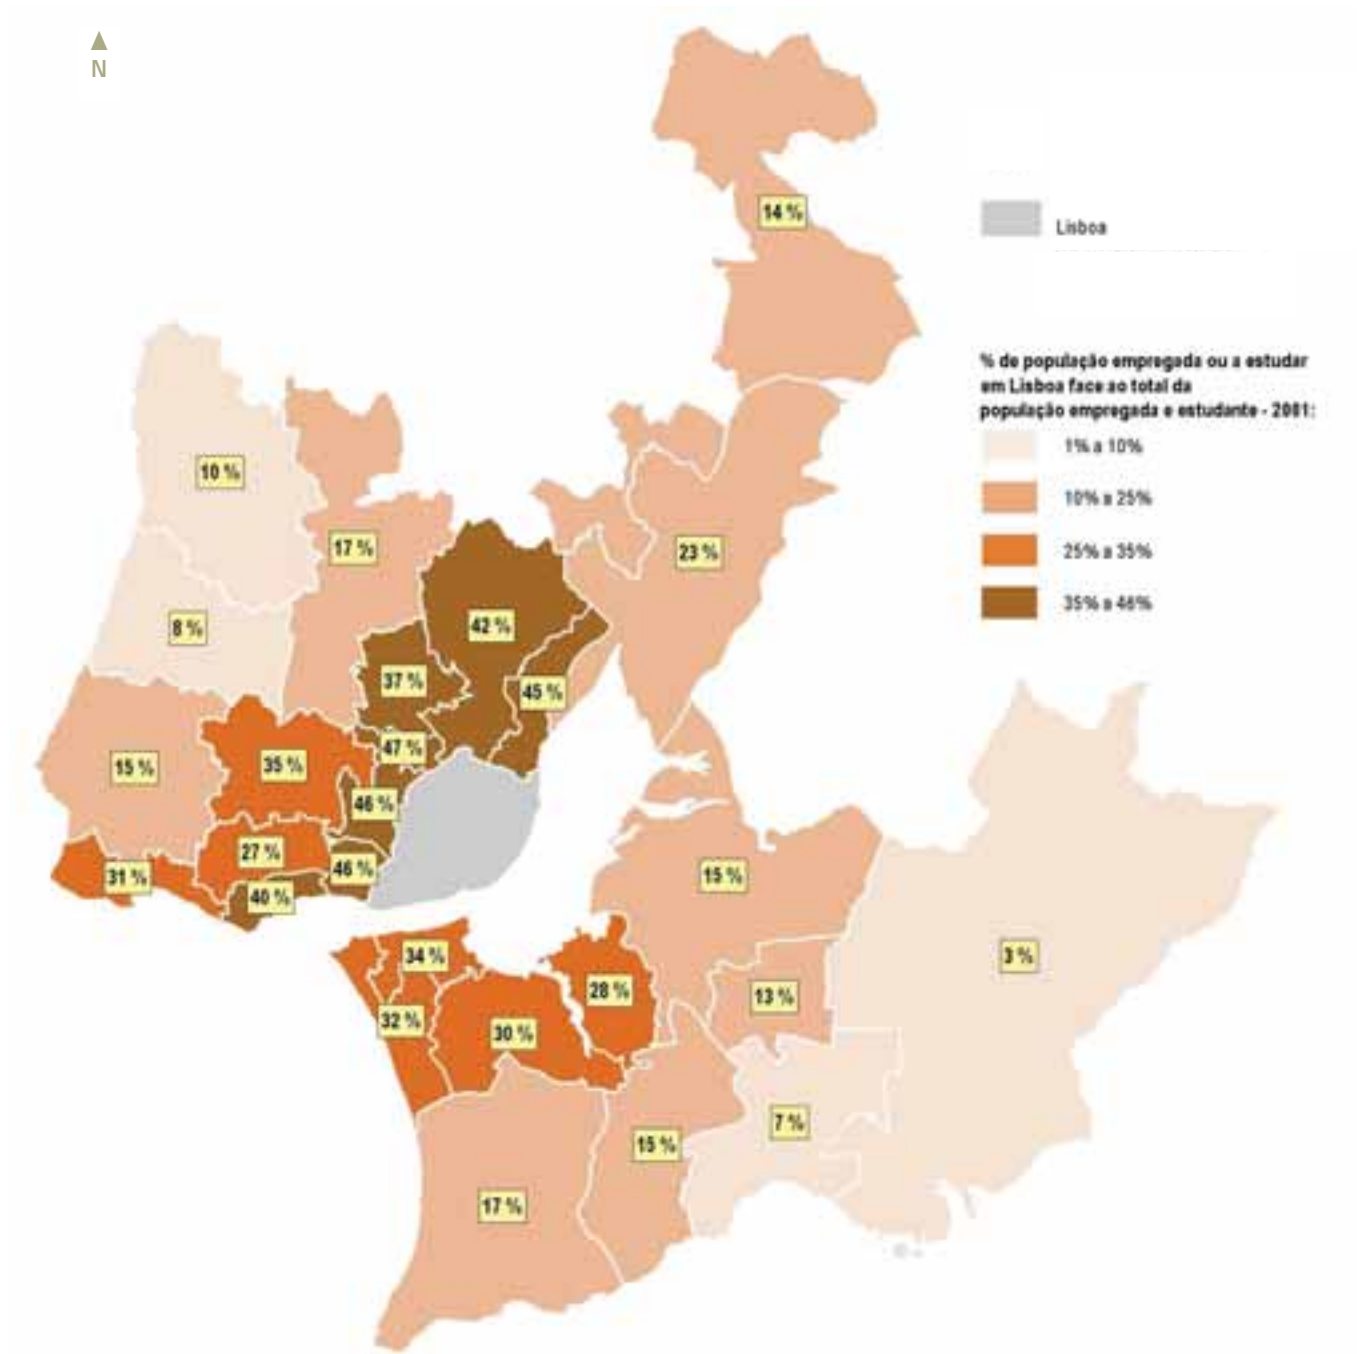 N
14 %
Lisboa
% de população empregada ou a estudar
em Lisboa face ao total da
população empregada e estudante - 2001:
1% a 10%
10% a 25%
25% a 35%
35% a 46%
10 %
17 %
23 %
8 %
42 %
37 %
45 %
47 %
15 %
35 %
46 %
27 %
46 %
31 %
40 %
15 %
34 %
3 %
28 %
13 %
32 %
30 %
7 %
15 %
17 %